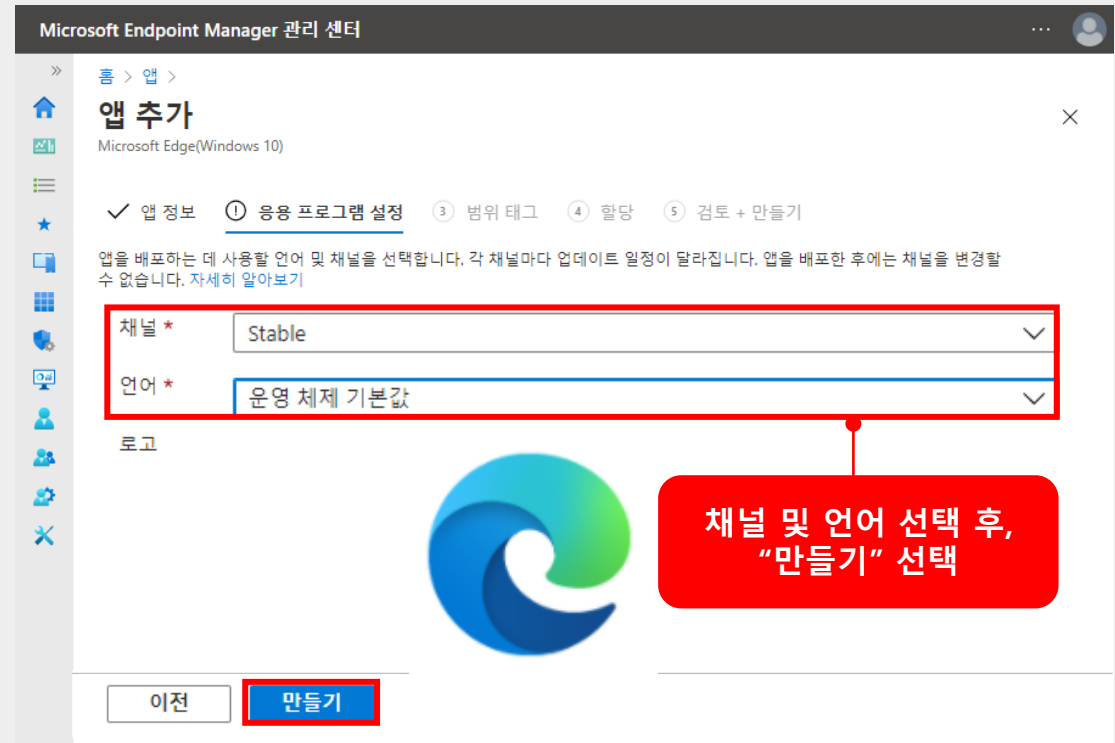 Microsoft Endpoint Manager 관리 센터
홈 > 앱 >
앱 추가
Microsoft Edge(Windows 10)
앱 정보 응용 프로그램 설정 3 범위 태그 4 할당 5 검토 + 만들기
앱을 배포하는 데 사용할 언어 및 채널을 선택합니다. 각 채널마다 업데이트 일정이 달라집니다. 앱을 배포한 후에는 채널을 변경할
수 없습니다. 자세히 알아보기
채널 * Stable
언어 * 운영 체제 기본값
로고
채널 및 언어 선택 후,
“만들기” 선택
이전 만들기